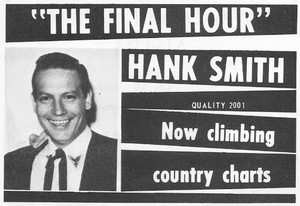 "THE FINAL HOUR"
HANK SMITH
QUALITY 2001
Now climbing
country charts